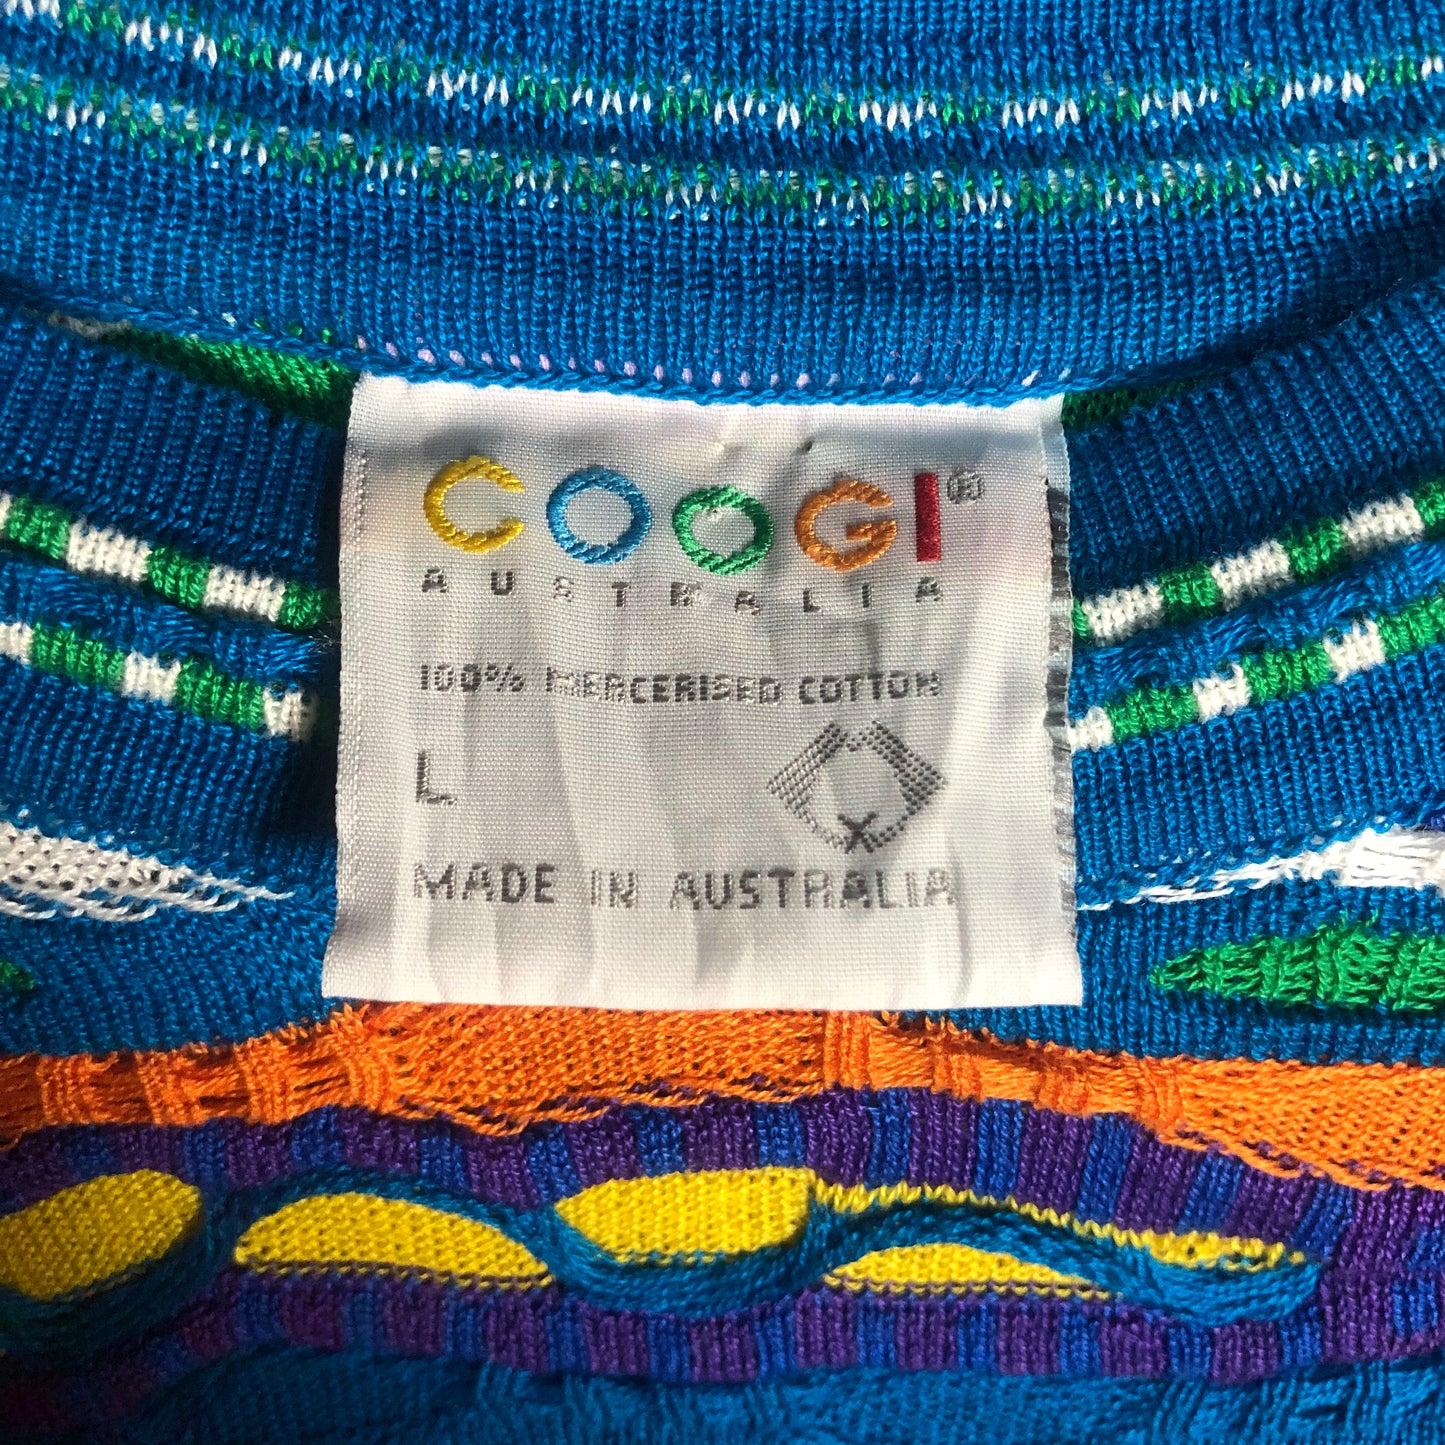 COOGI®
AUSTRALIA
100% MERCERISED COTTON
L
MADE IN AUSTRALIA